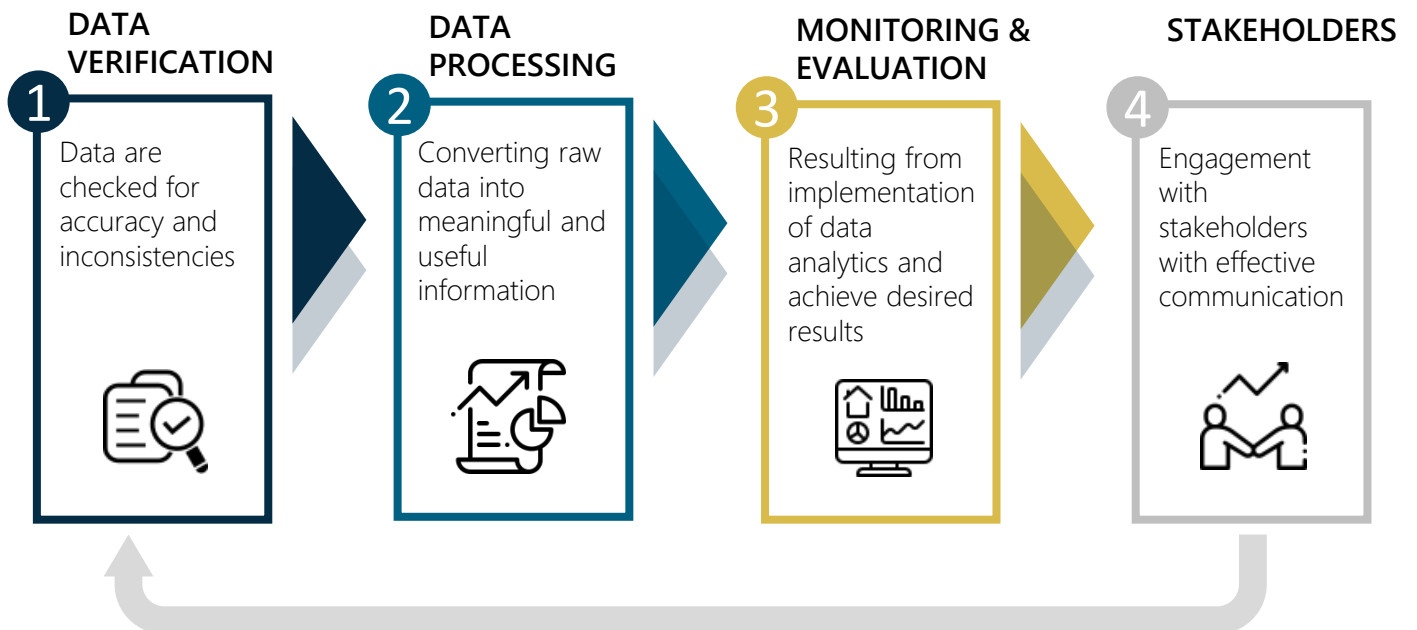 DATA
VERIFICATION
1
Data are
checked for
accuracy and
inconsistencies
DATA
PROCESSING
2
Converting raw
data into
meaningful and
useful
information
MONITORING &
EVALUATION
3
Resulting from
implementation
of data
analytics and
achieve desired
results
STAKEHOLDERS
4
Engagement
with
stakeholders
with effective
communication